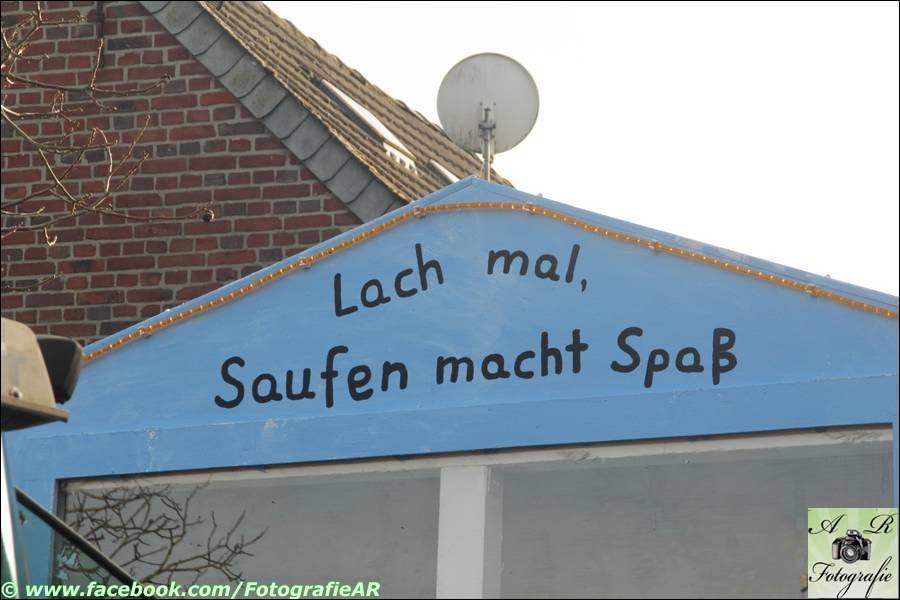 Lach mal,
Saufen macht Spaß
A R
Fotografie
© www.facebook.com/FotografieAR